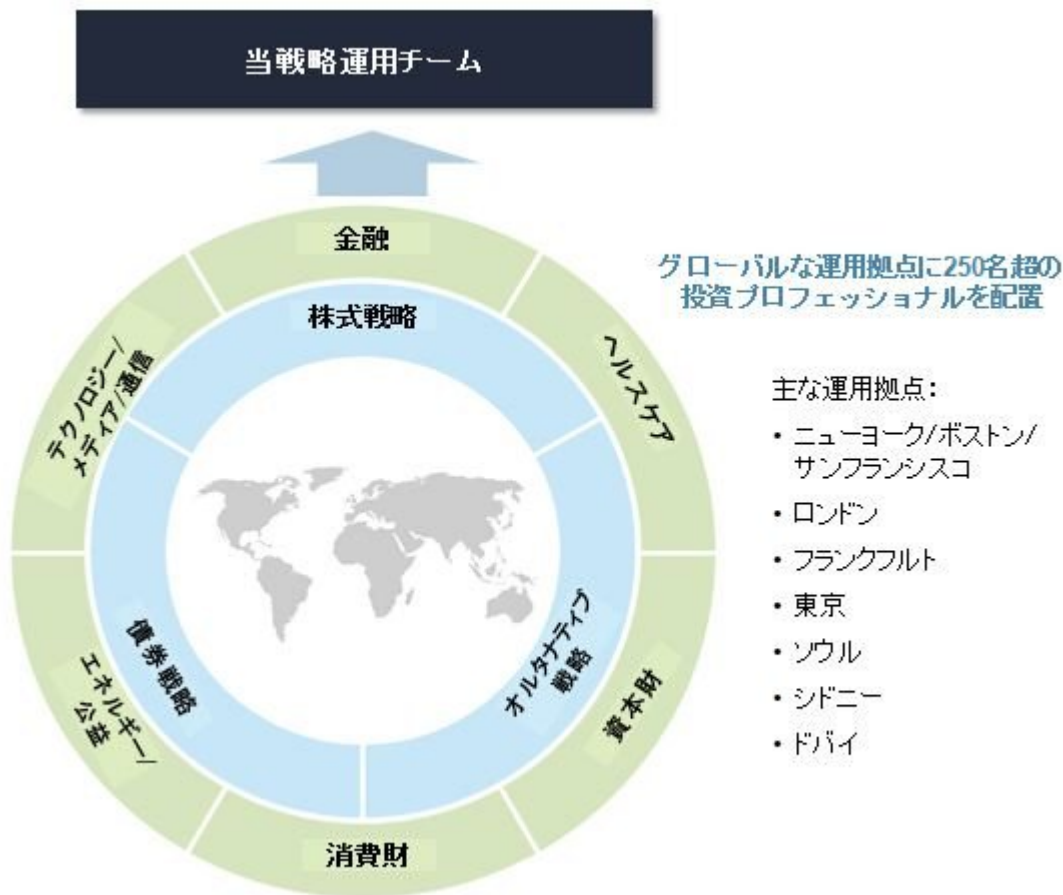 当戦略運用チーム
金融
株式戦略
テクノロジー/
メディア/通信
ヘルスケア
債券戦略
エネルギー/
公益
オルタナティブ
戦略
資本財
消費財
グローバルな運用拠点に250名超の
投資プロフェッショナルを配置
主な運用拠点：
・ニューヨーク/ボストン/
サンフランシスコ
・ロンドン
・フランクフルト
・東京
・ソウル
・シドニー
・ドバイ